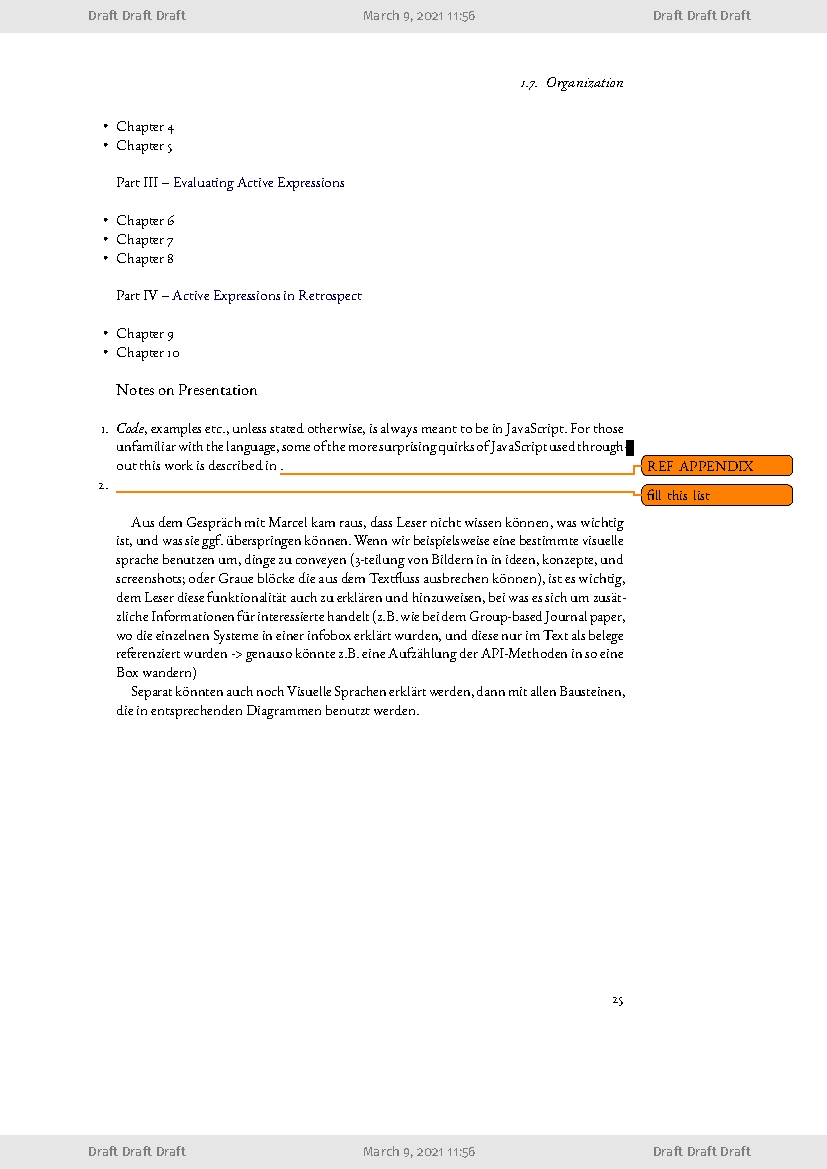 Draft Draft Draft March 9, 2021 11:56 Draft Draft Draft
1.7. Organization
• Chapter 4
• Chapter 5
Part III – Evaluating Active Expressions
• Chapter 6
• Chapter 7
• Chapter 8
Part IV – Active Expressions in Retrospect
• Chapter 9
• Chapter 10
Notes on Presentation
1. Code, examples etc., unless stated otherwise, is always meant to be in JavaScript. For those
unfamiliar with the language, some of the more surprising quirks of JavaScript used through-
out this work is described in .
REF APPENDIX
2.
fill this list
Aus dem Gespräch mit Marcel kam raus, dass Leser nicht wissen können, was wichtig
ist, und was sie ggf. überspringen können. Wenn wir beispielsweise eine bestimmte visuelle
sprache benutzen um, dinge zu conveyen (3-teilung von Bildern in in ideen, konzepte, und
screenshots; oder Graue blöcke die aus dem Textfluss ausbrechen können), ist es wichtig,
dem Leser diese funktionalität auch zu erklären und hinzuweisen, bei was es sich um zusät-
zliche Informationen für interessierte handelt (z.B. wie bei dem Group-based Journal paper,
wo die einzelnen Systeme in einer infobox erklärt wurden, und diese nur im Text als belege
referenziert wurden -> genauso könnte z.B. eine Aufzählung der API-Methoden in so eine
Box wandern)
Separat könnten auch noch Visuelle Sprachen erklärt werden, dann mit allen Bausteinen,
die in entsprechenden Diagrammen benutzt werden.
25
Draft Draft Draft March 9, 2021 11:56 Draft Draft Draft